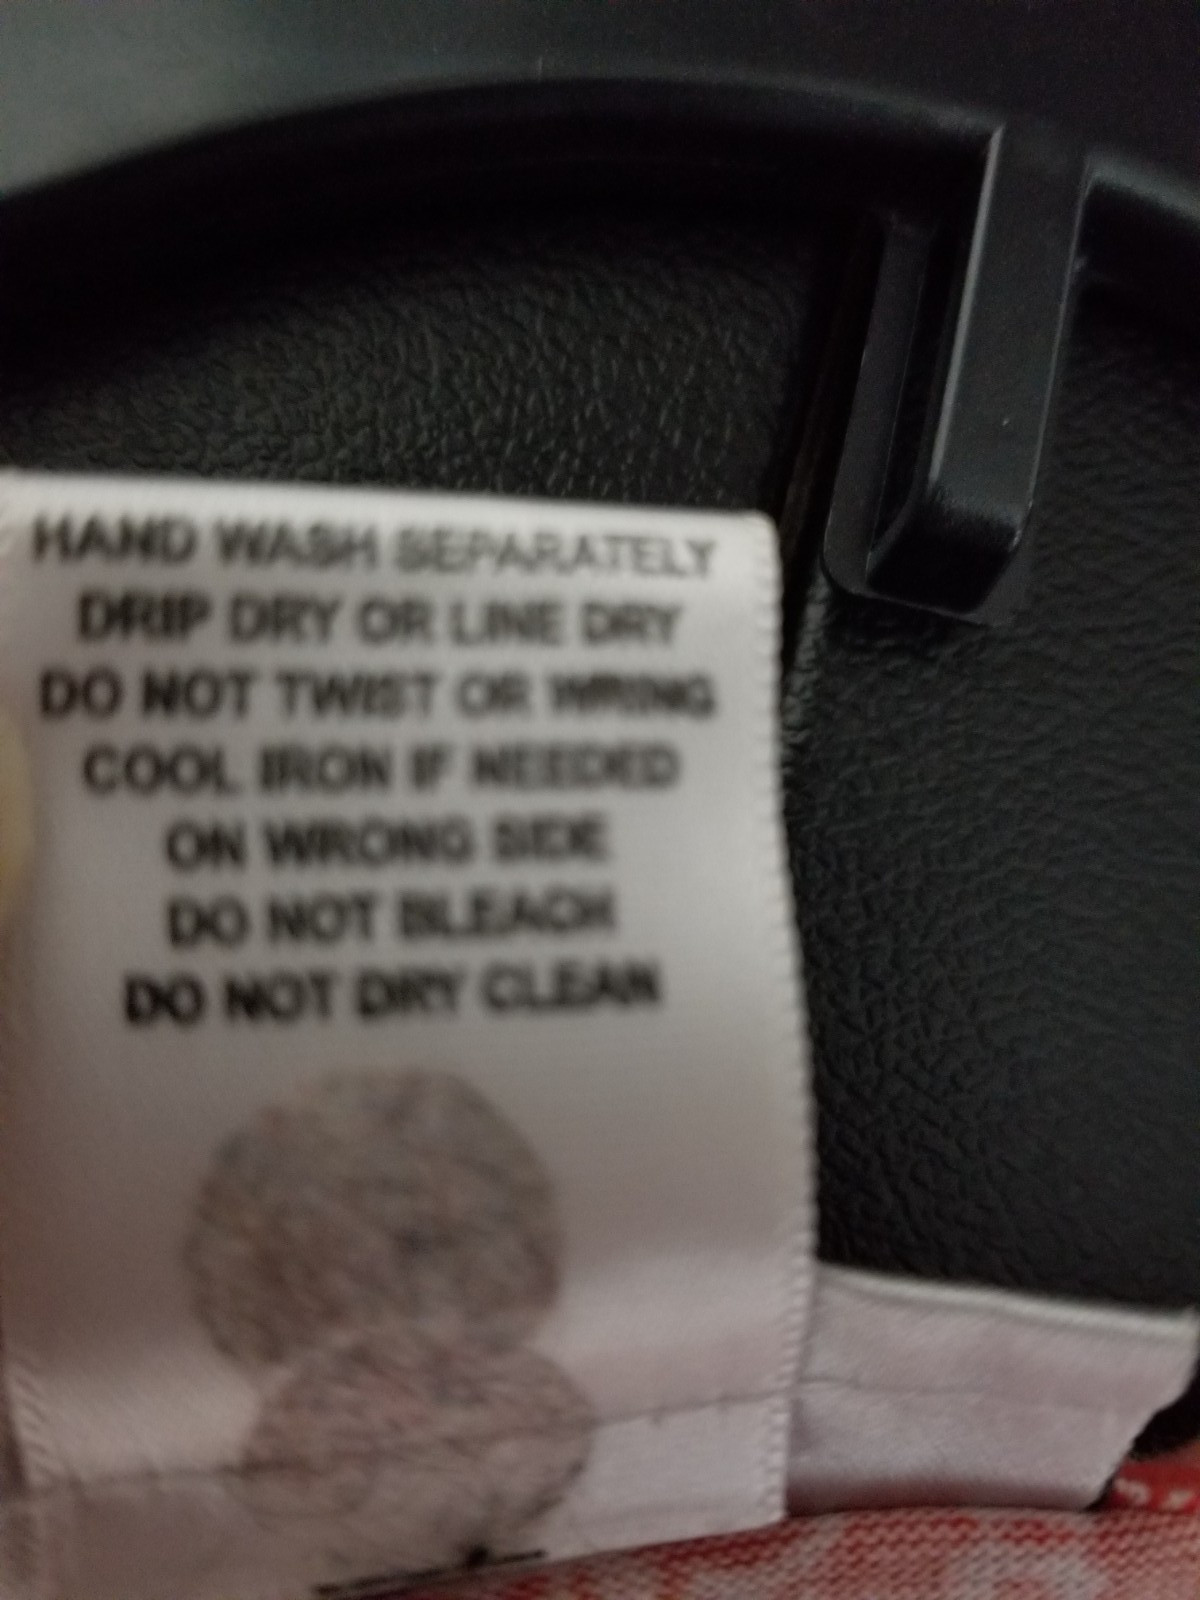 HAND WASH SEPARATELY
DRIP DRY OR LINE DRY
DO NOT TWIST OR WRING
COOL IRON IF NEEDED
ON WRONG SIDE
DO NOT BLEACH
DO NOT DRY CLEAN